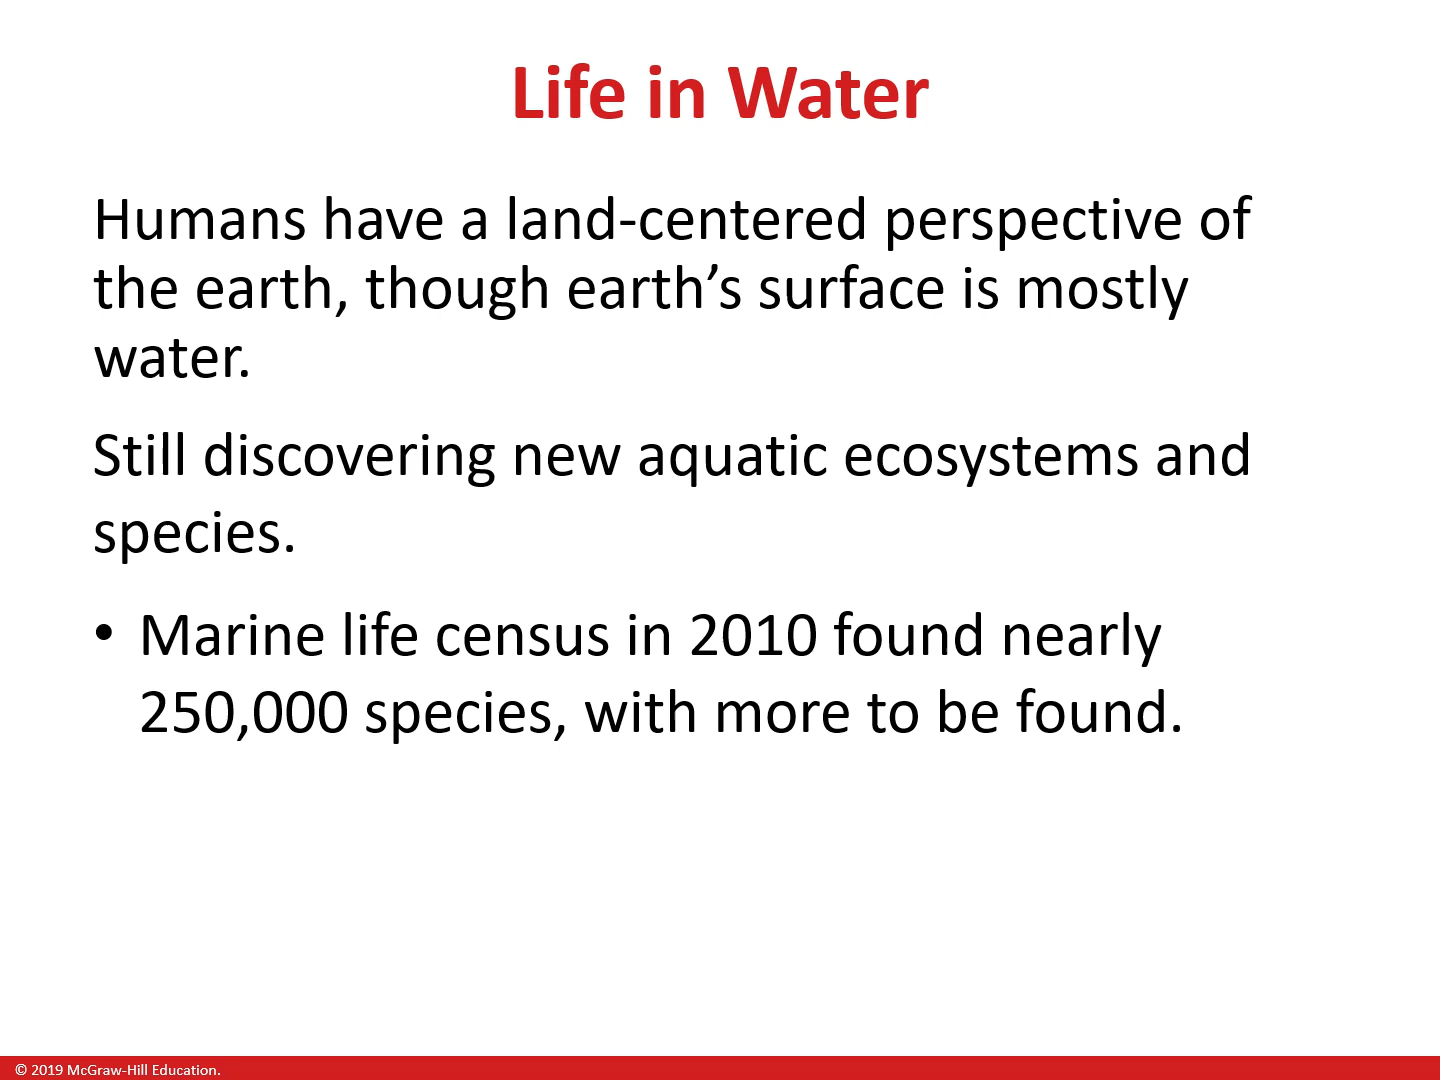 Life in Water
Humans have a land-centered perspective of
the earth, though earth’s surface is mostly
water.
Still discovering new aquatic ecosystems and
species.
• Marine life census in 2010 found nearly
250,000 species, with more to be found.
© 2019 McGraw-Hill Education.